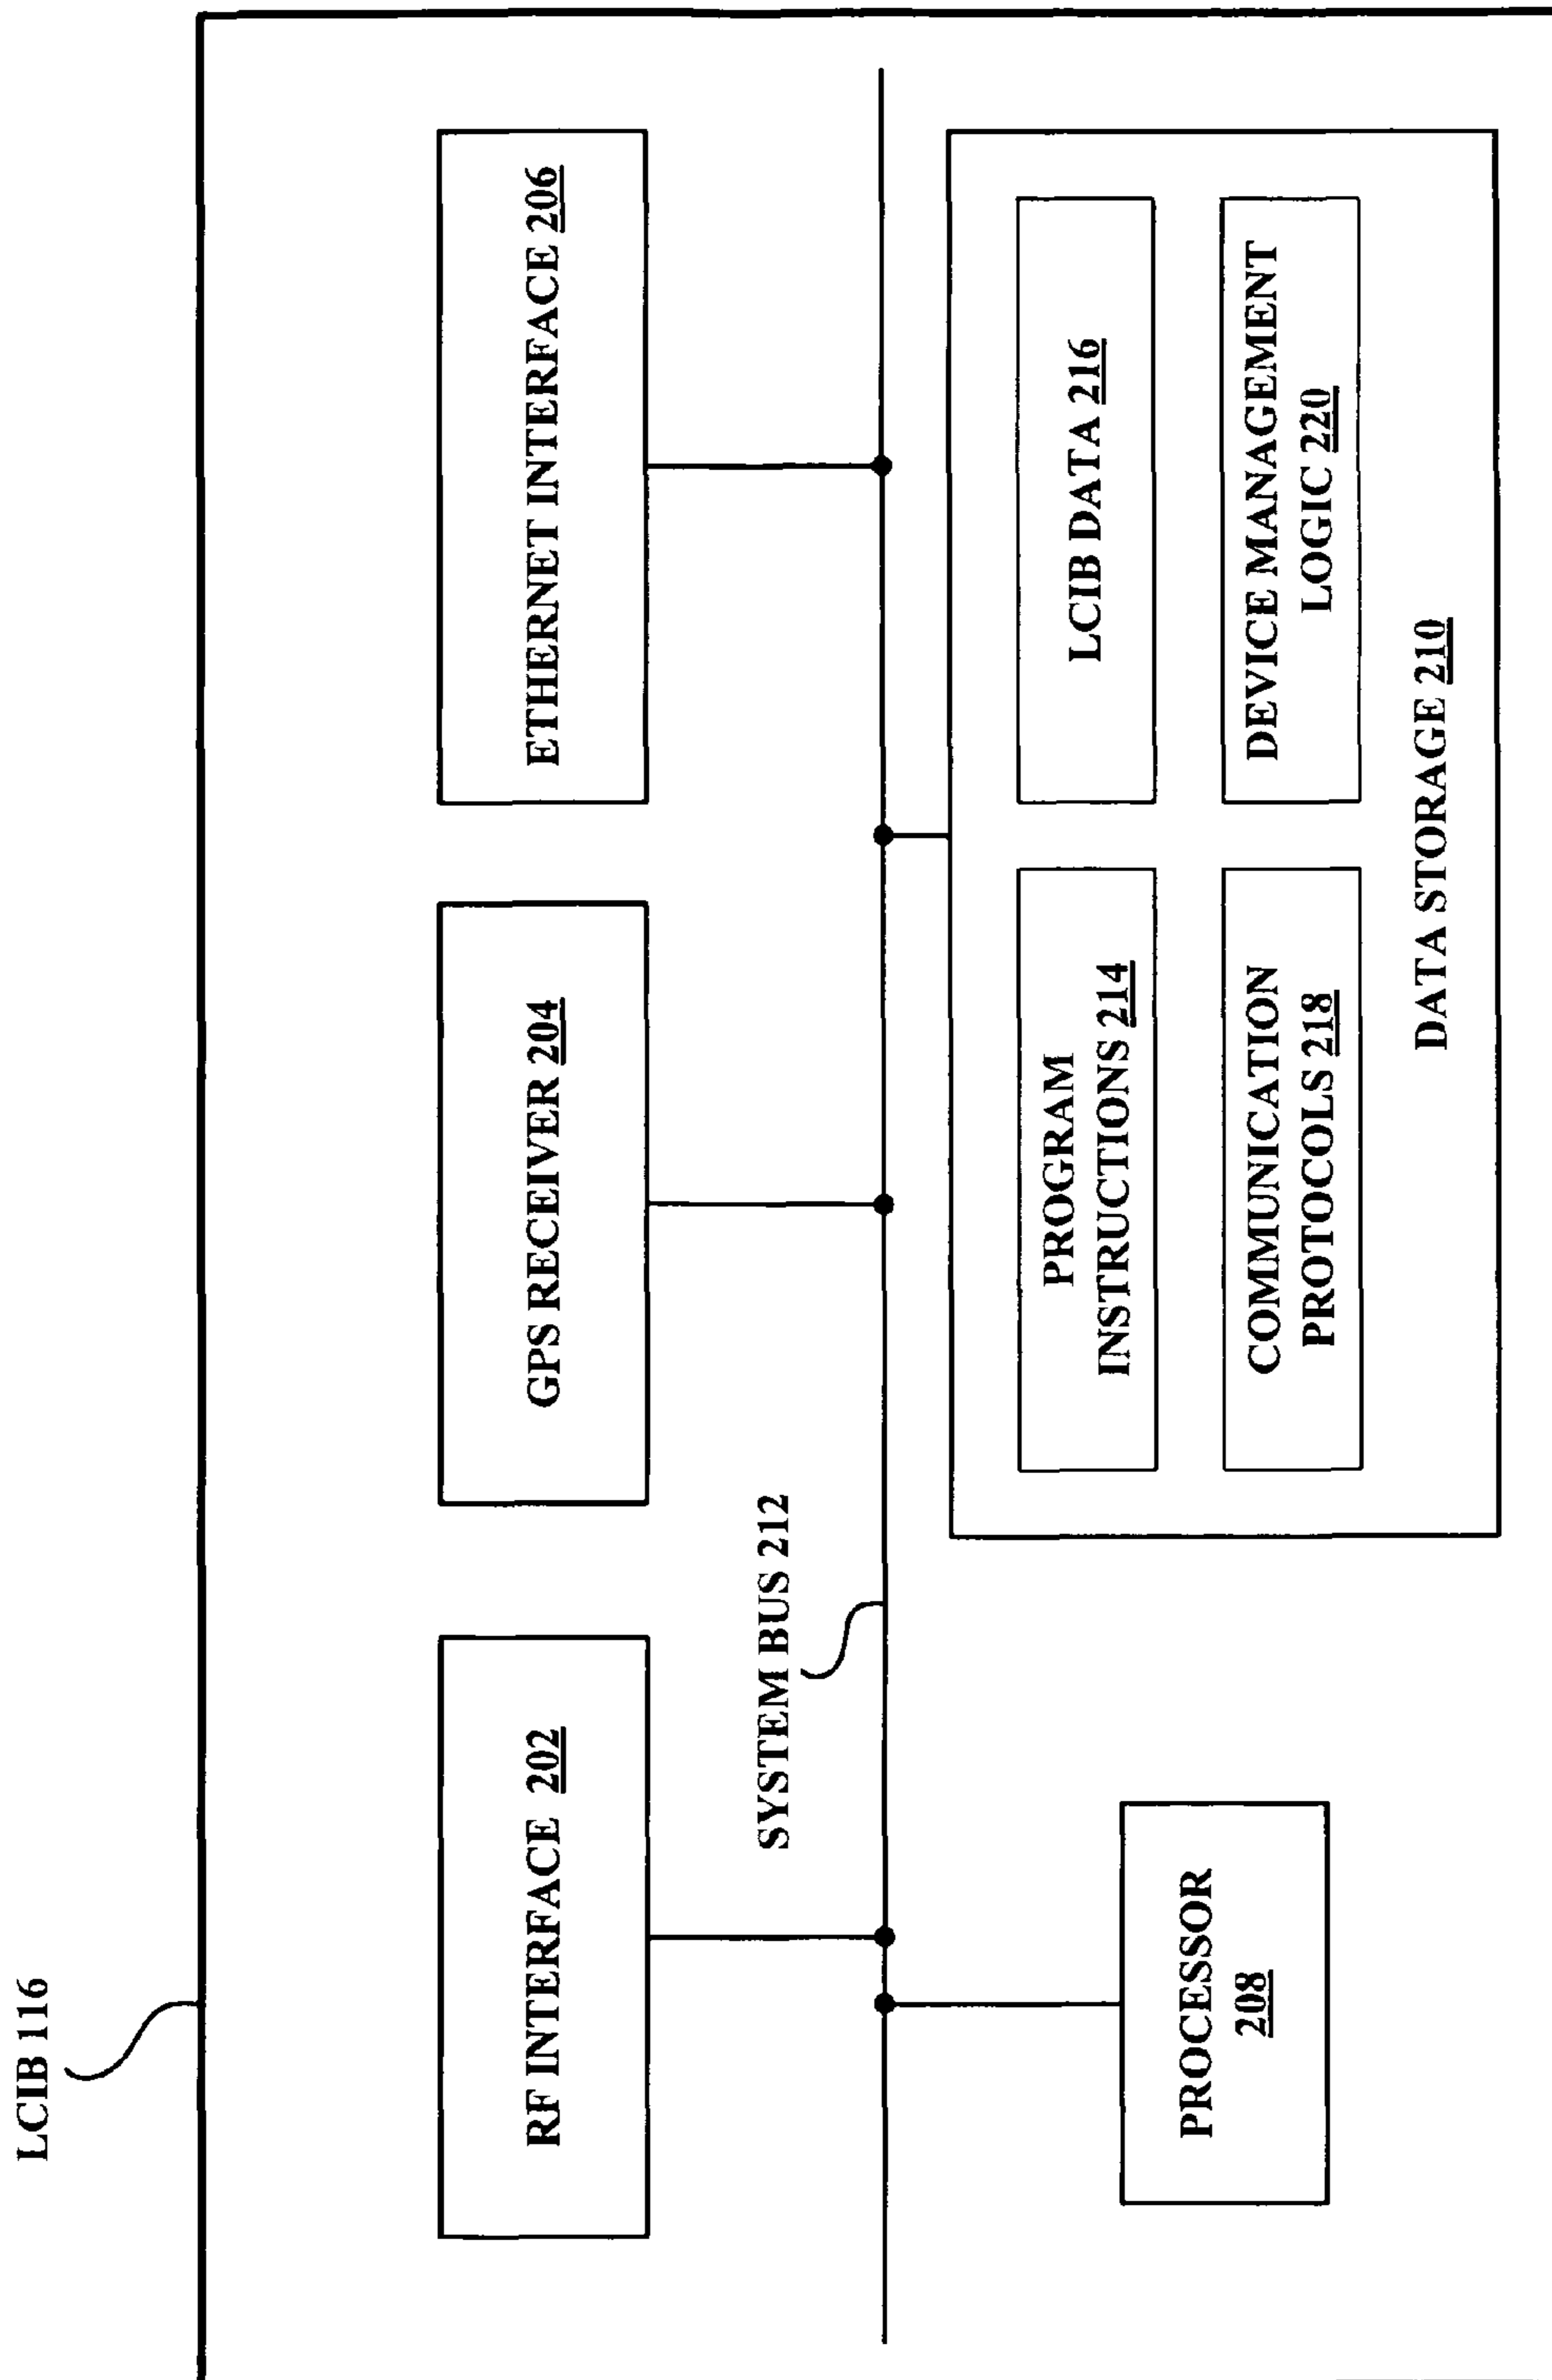 LCIB 116
RF INTERFACE 202
GPS RECEIVER 204
ETHERNET INTERFACE 206
SYSTEM BUS 212
PROCESSOR
208
PROGRAM
INSTRUCTIONS 214
LCIB DATA 216
COMMUNICATION
PROTOCOLS 218
DEVICE MANAGEMENT
LOGIC 220
DATA STORAGE 210